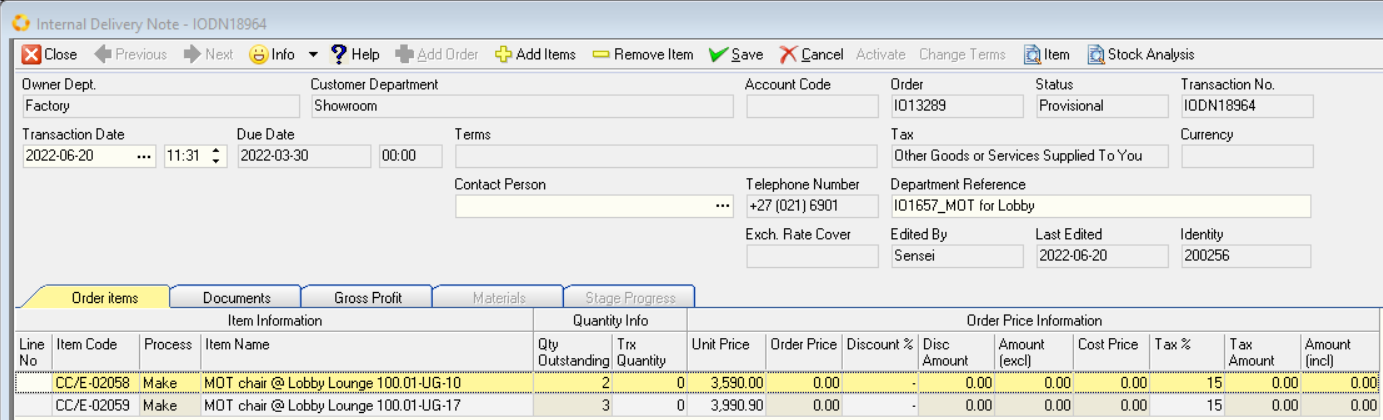 Internal Delivery Note - IODN18964
Close Previous Next Info Help Add Order Add Items Remove Item Save Cancel Activate Change Terms Item Stock Analysis
Owner Dept. Customer Department Account Code Order Status Transaction No.
Factory Showroom IO13289 Provisional IODN18964
Transaction Date Due Date Terms Tax Currency
2022-06-20 ... 11:31 2022-03-30 00:00 Other Goods or Services Supplied To You
Contact Person Telephone Number Department Reference
... +27 (021) 6901 IO1657_MOT for Lobby
Exch. Rate Cover Edited By Last Edited Identity
Sensei 2022-06-20 200256
Order items Documents Gross Profit Materials Stage Progress
Item Information Quantity Info Order Price Information
Line No Item Code Process Item Name Qty Outstanding Trx Quantity Unit Price Order Price Discount % Disc Amount Amount (excl) Cost Price Tax % Tax Amount Amount (incl)
CC/E-02058 Make MOT chair @ Lobby Lounge 100.01-UG-10 2 0 3,590.00 0.00 - 0.00 0.00 0.00 15 0.00 0.00
CC/E-02059 Make MOT chair @ Lobby Lounge 100.01-UG-17 3 0 3,990.90 0.00 - 0.00 0.00 0.00 15 0.00 0.00